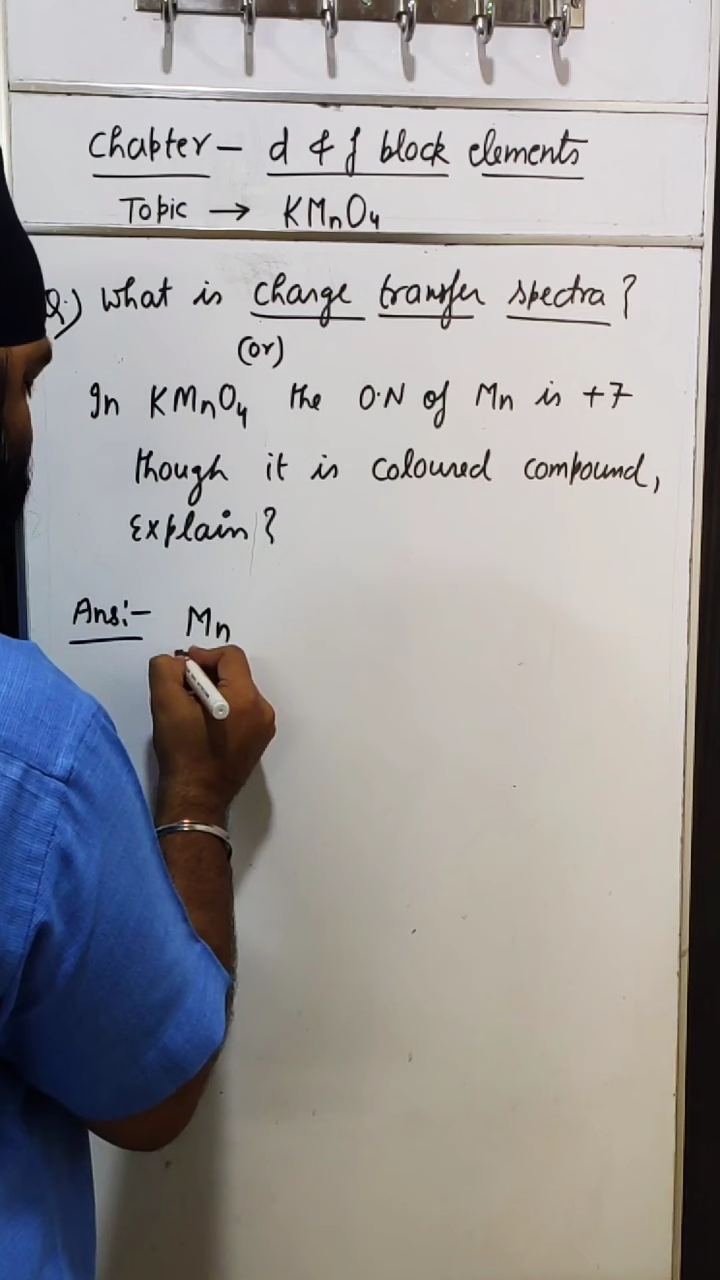 Chapter - d & f block elements
Topic → KMnO4
Q.) What is charge transfer spectra?
(or)
In KMnO4 the O.N of Mn is +7
though it is coloured compound,
Explain?
Ans:- Mn